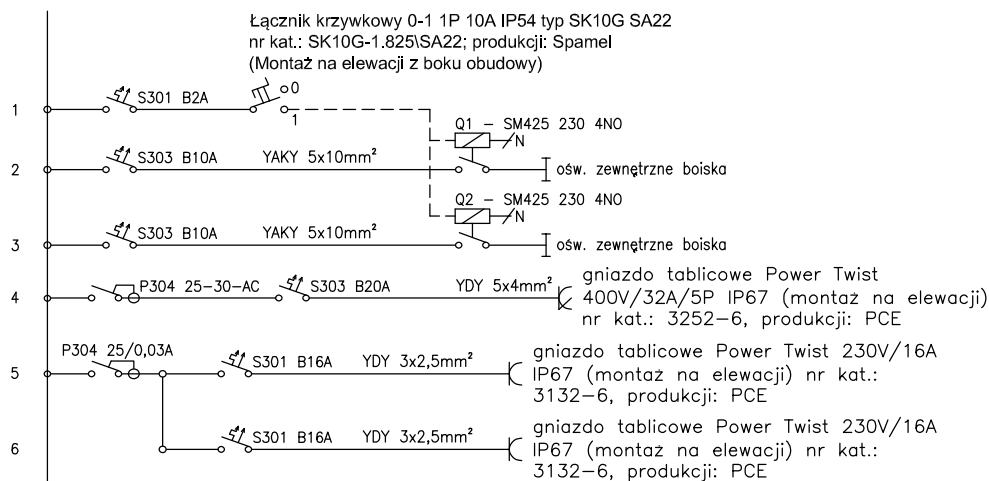 Łącznik krzywkowy 0-1 1P 10A IP54 typ SK10G SA22
nr kat.: SK10G-1.825\SA22; produkcji: Spamel
(Montaż na elewacji z boku obudowy)
0
1
S301 B2A
1
Q1 - SM425 230 4NO
N
2
S303 B10A
YAKY 5x10mm²
ośw. zewnętrzne boiska
Q2 - SM425 230 4NO
N
3
S303 B10A
YAKY 5x10mm²
ośw. zewnętrzne boiska
4
P304 25-30-AC
S303 B20A
YDY 5x4mm²
gniazdo tablicowe Power Twist
400V/32A/5P IP67 (montaż na elewacji)
nr kat.: 3252-6, produkcji: PCE
P304 25/0,03A
5
S301 B16A
YDY 3x2,5mm²
gniazdo tablicowe Power Twist 230V/16A
IP67 (montaż na elewacji) nr kat.:
3132-6, produkcji: PCE
6
S301 B16A
YDY 3x2,5mm²
gniazdo tablicowe Power Twist 230V/16A
IP67 (montaż na elewacji) nr kat.:
3132-6, produkcji: PCE